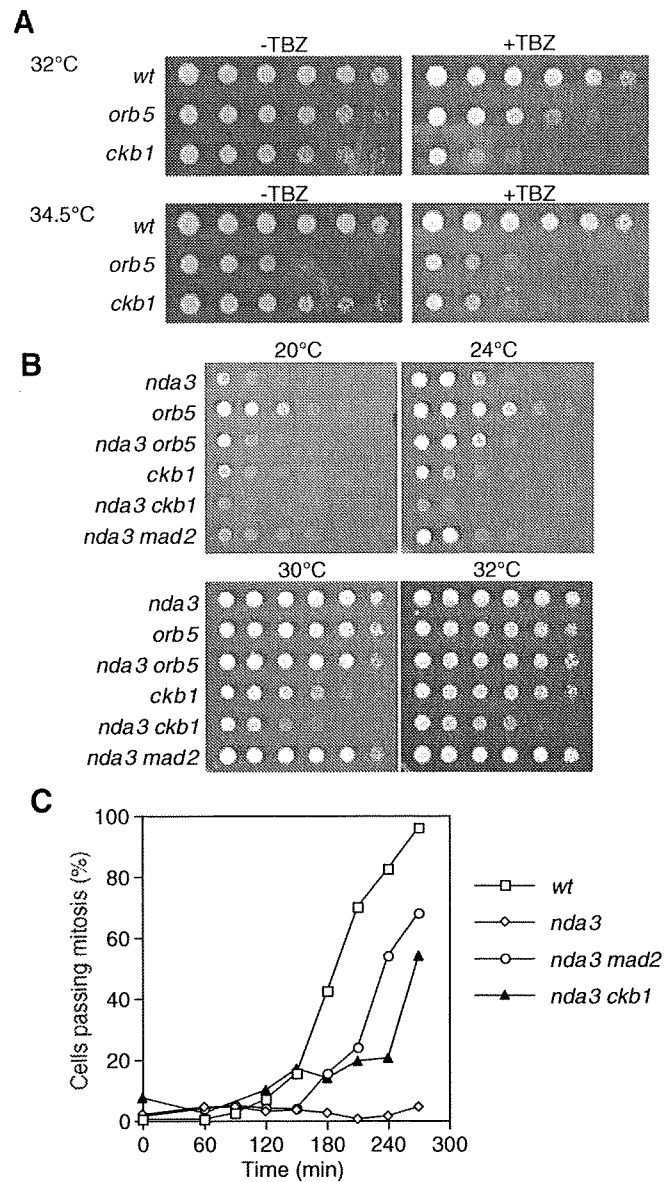 A
-TBZ +TBZ
32°C
wt
orb5
ckb1
-TBZ +TBZ
34.5°C
wt
orb5
ckb1
B
20°C 24°C
nda3
orb5
nda3 orb5
ckb1
nda3 ckb1
nda3 mad2
30°C 32°C
nda3
orb5
nda3 orb5
ckb1
nda3 ckb1
nda3 mad2
C
Cells passing mitosis (%)
100
80
60
40
20
0
0 60 120 180 240 300
Time (min)
wt
nda3
nda3 mad2
nda3 ckb1